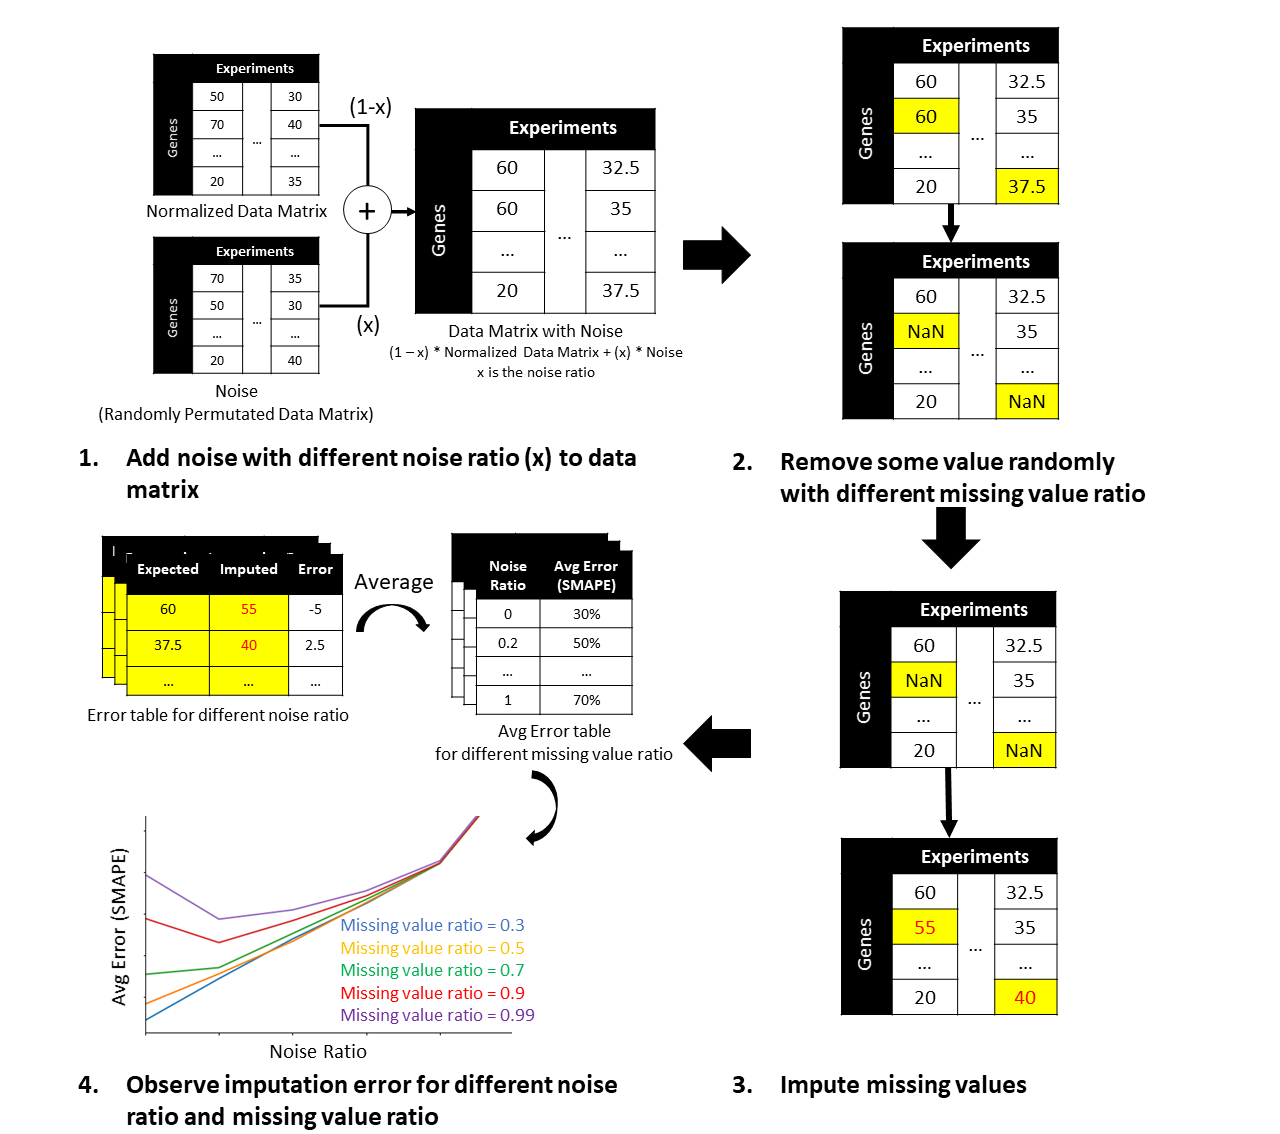 Experiments
Genes
50 30
70 40
... ... ...
20 35
Normalized Data Matrix
(1-x)
+
Experiments
Genes
70 35
50 30
... ... ...
20 40
(x)
Noise
(Randomly Permutated Data Matrix)
Experiments
Genes
60 32.5
60 35
... ... ...
20 37.5
Data Matrix with Noise
(1 – x) * Normalized Data Matrix + (x) * Noise
x is the noise ratio
1. Add noise with different noise ratio (x) to data
matrix
Experiments
Genes
60 32.5
60 35
... ... ...
20 37.5
Experiments
Genes
60 32.5
NaN 35
... ... ...
20 NaN
2. Remove some value randomly
with different missing value ratio
Experiments
Genes
60 32.5
NaN 35
... ... ...
20 NaN
Experiments
Genes
60 32.5
55 35
... ... ...
20 40
3. Impute missing values
Expected Imputed Error
60 55 -5
37.5 40 2.5
... ... ...
Error table for different noise ratio
Average
Noise Avg Error
Ratio (SMAPE)
0 30%
0.2 50%
... ...
1 70%
Avg Error table
for different missing value ratio
Avg Error (SMAPE)
Missing value ratio = 0.3
Missing value ratio = 0.5
Missing value ratio = 0.7
Missing value ratio = 0.9
Missing value ratio = 0.99
Noise Ratio
4. Observe imputation error for different noise
ratio and missing value ratio